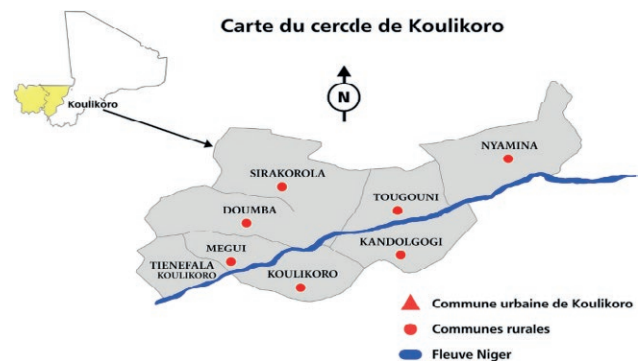 Carte du cercde de Koulikoro
Koulikoro
N
NYAMINA
SIRAKOROLA
TOUGOUNI
DOUMBA
KANDOLGOGI
MEGUI
TIENEFALA
KOULIKORO
KOULIKORO
Commune urbaine de Koulikoro
Communes rurales
Fleuve Niger